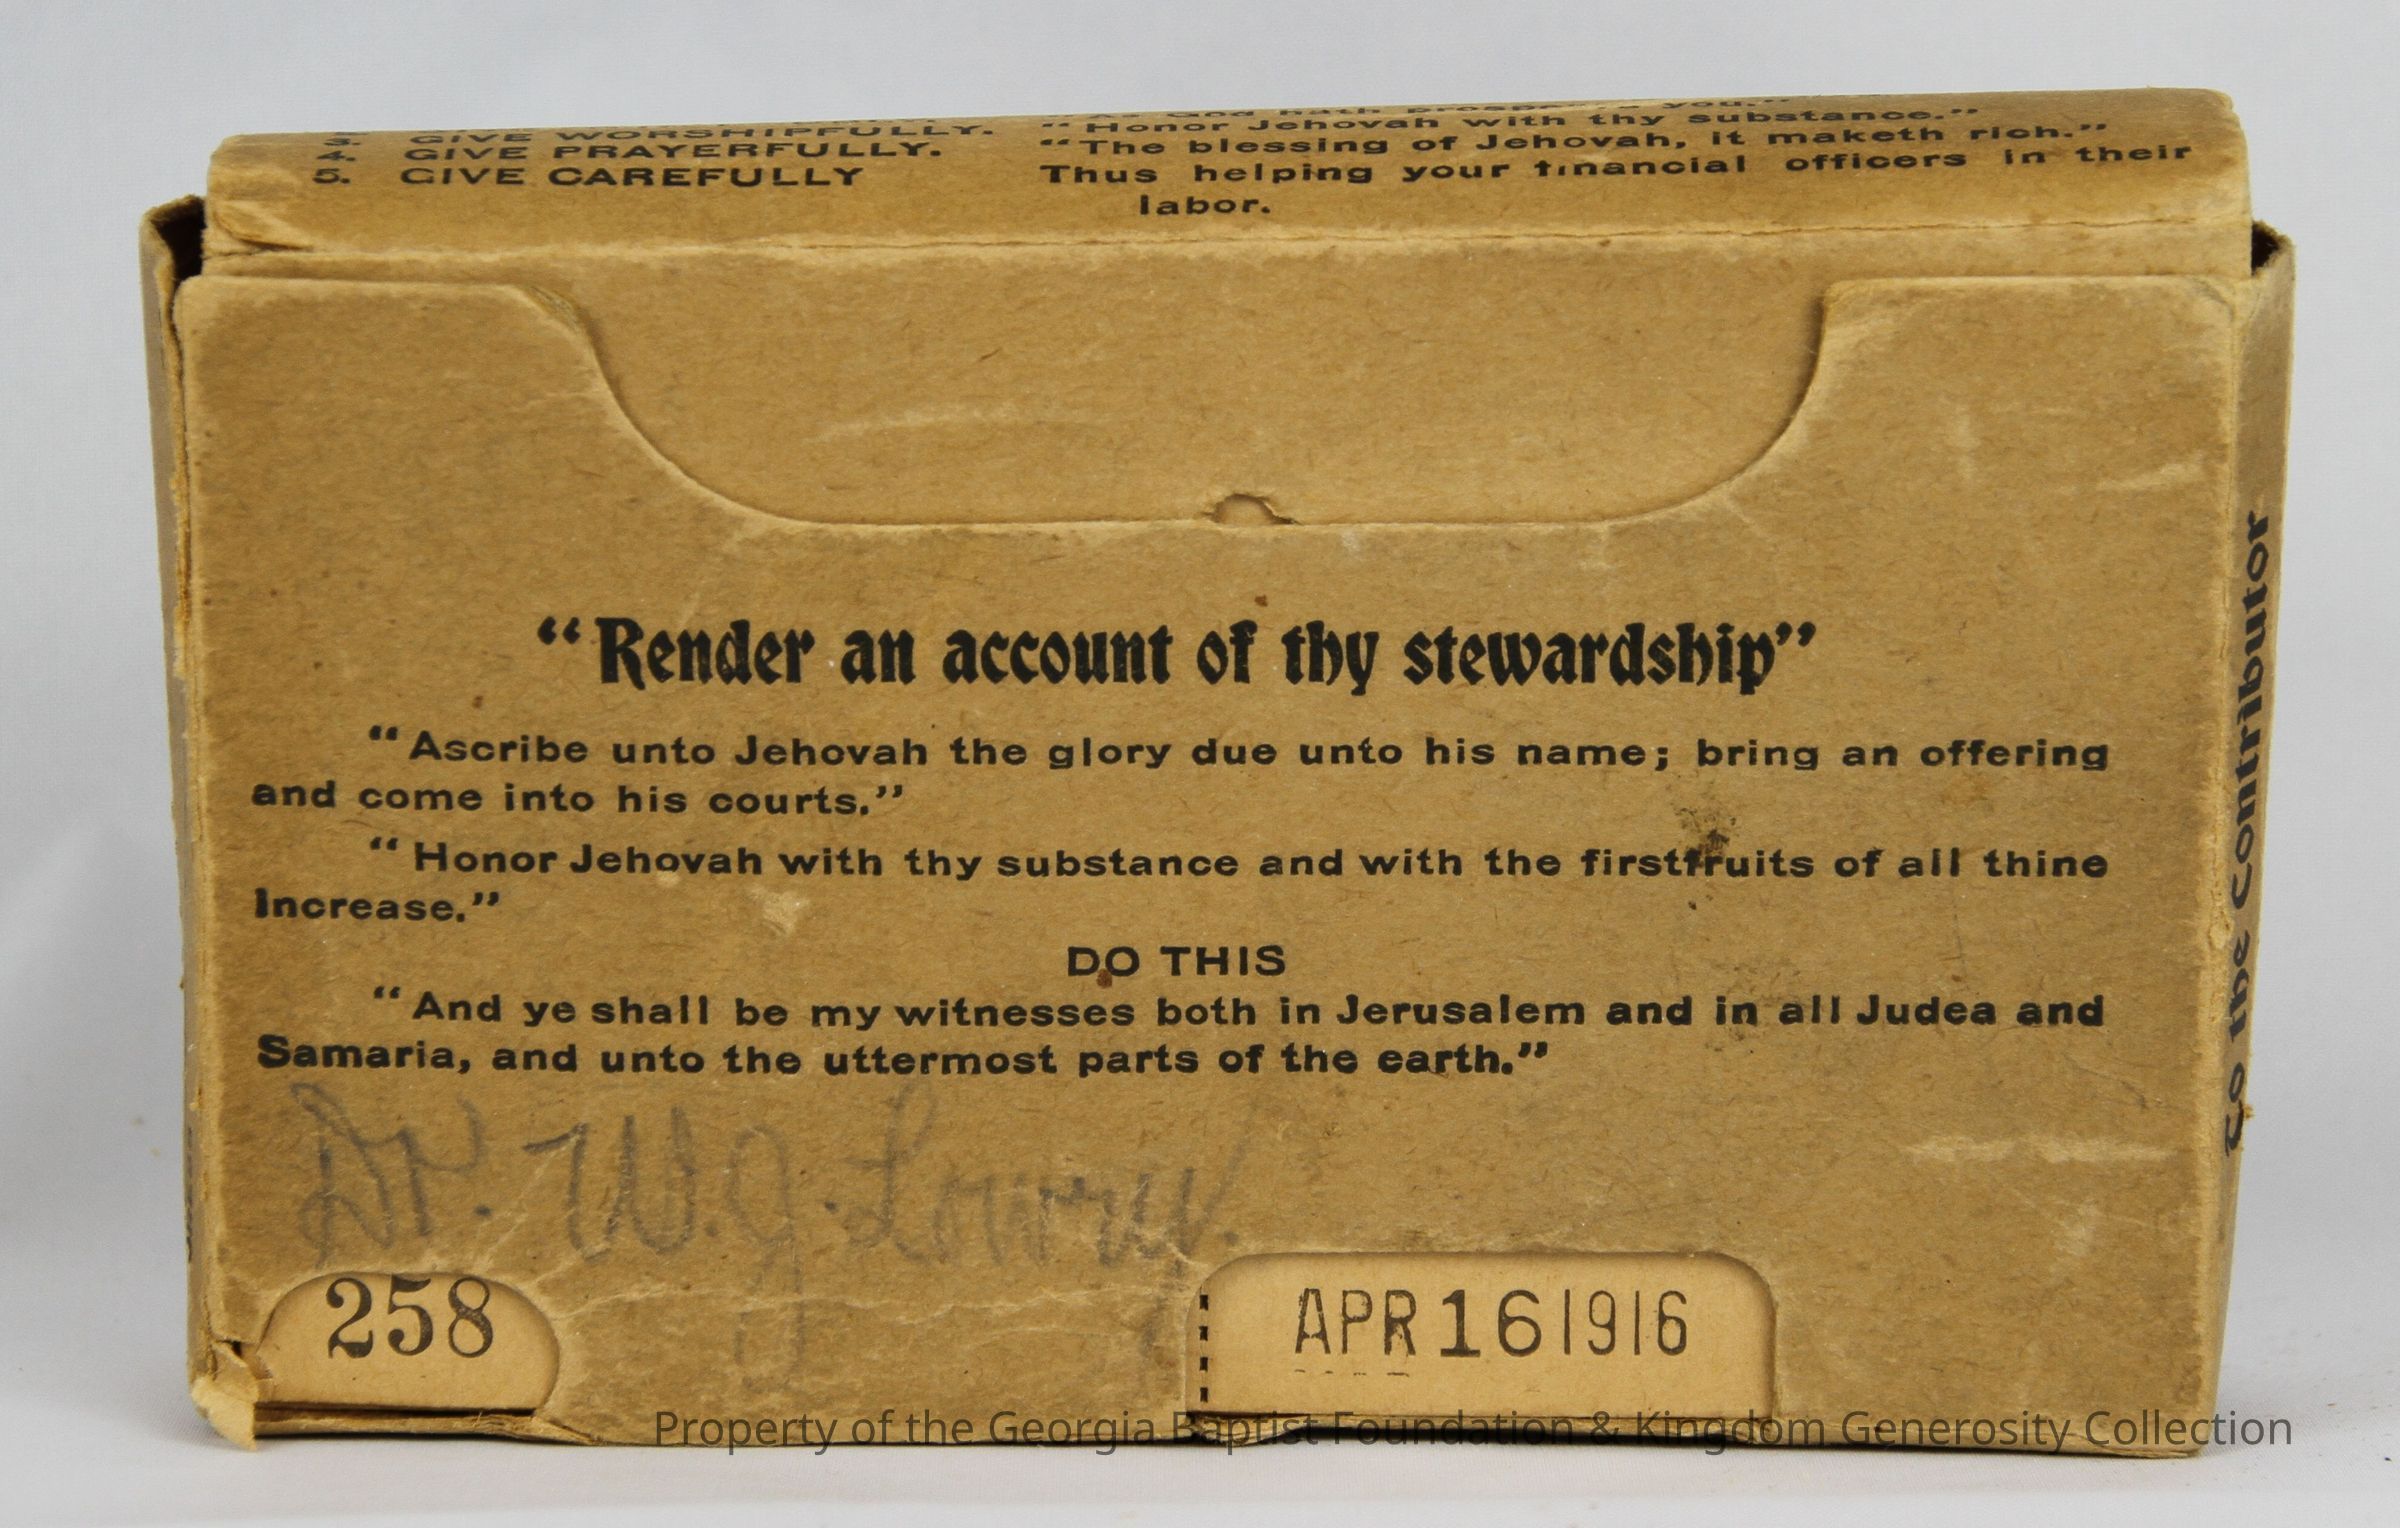 "As God hath you."
3. GIVE WORSHIPFULLY. "Honor Jehovah with thy substance."
4. GIVE PRAYERFULLY. "The blessing of Jehovah, it maketh rich."
5. GIVE CAREFULLY Thus helping your financial officers in their
labor.
"Render an account of thy stewardship"
"Ascribe unto Jehovah the glory due unto his name; bring an offering
and come into his courts."
"Honor Jehovah with thy substance and with the firstfruits of all thine
increase."
DO THIS
"And ye shall be my witnesses both in Jerusalem and in all Judea and
Samaria, and unto the uttermost parts of the earth."
258
APR 16 1916
To the Contributor
Property of the Georgia Baptist Foundation & Kingdom Generosity Collection